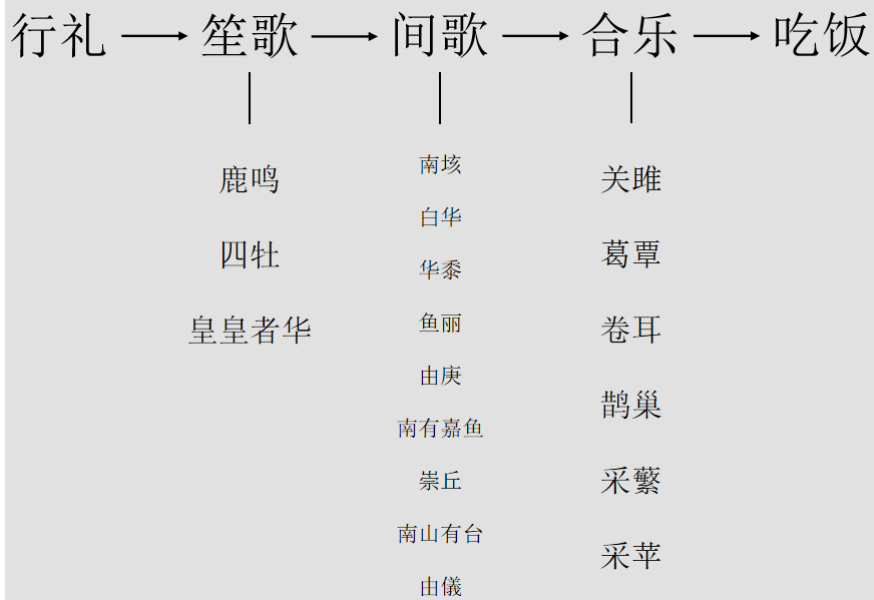 行礼 笙歌 间歌 合乐 吃饭
鹿鸣
四牡
皇皇者华
南垓
白华
华黍
鱼丽
由庚
南有嘉鱼
崇丘
南山有台
由儀
关雎
葛覃
卷耳
鹊巢
采蘩
采苹